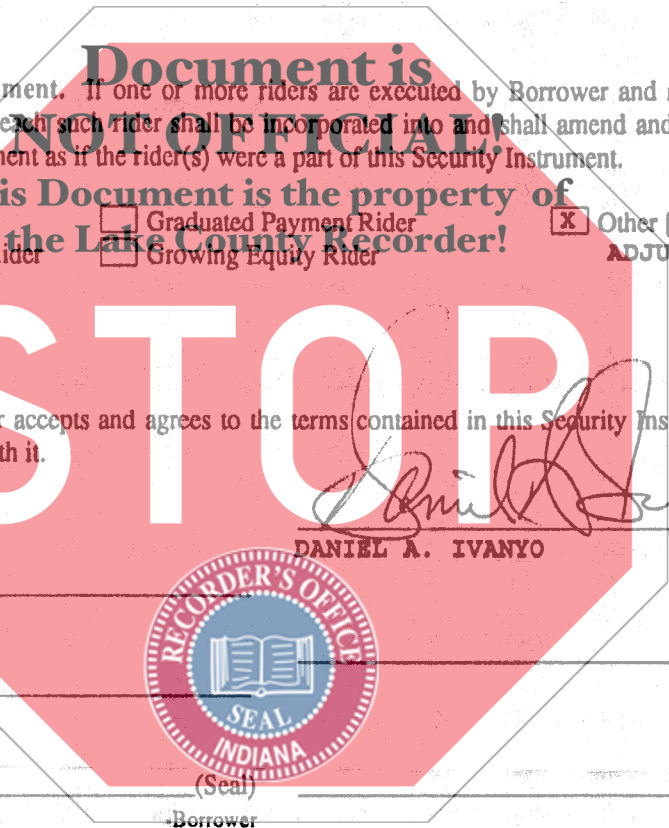 Document is
ment. If one or more riders are executed by Borrower and
NOT OFFICIAL!
each such rider shall be incorporated into and shall amend and
ment as if the rider(s) were a part of this Security Instrument.
is Document is the property of
Graduated Payment Rider X Other [
the Lake County Recorder!
ider Growing Equity Rider ADJU
STOP
r accepts and agrees to the terms contained in this Security Ins
th it.
DANIEL A. IVANYO
RECORDER'S OFFICE
SEAL
INDIANA
(Seal)
-Borrower